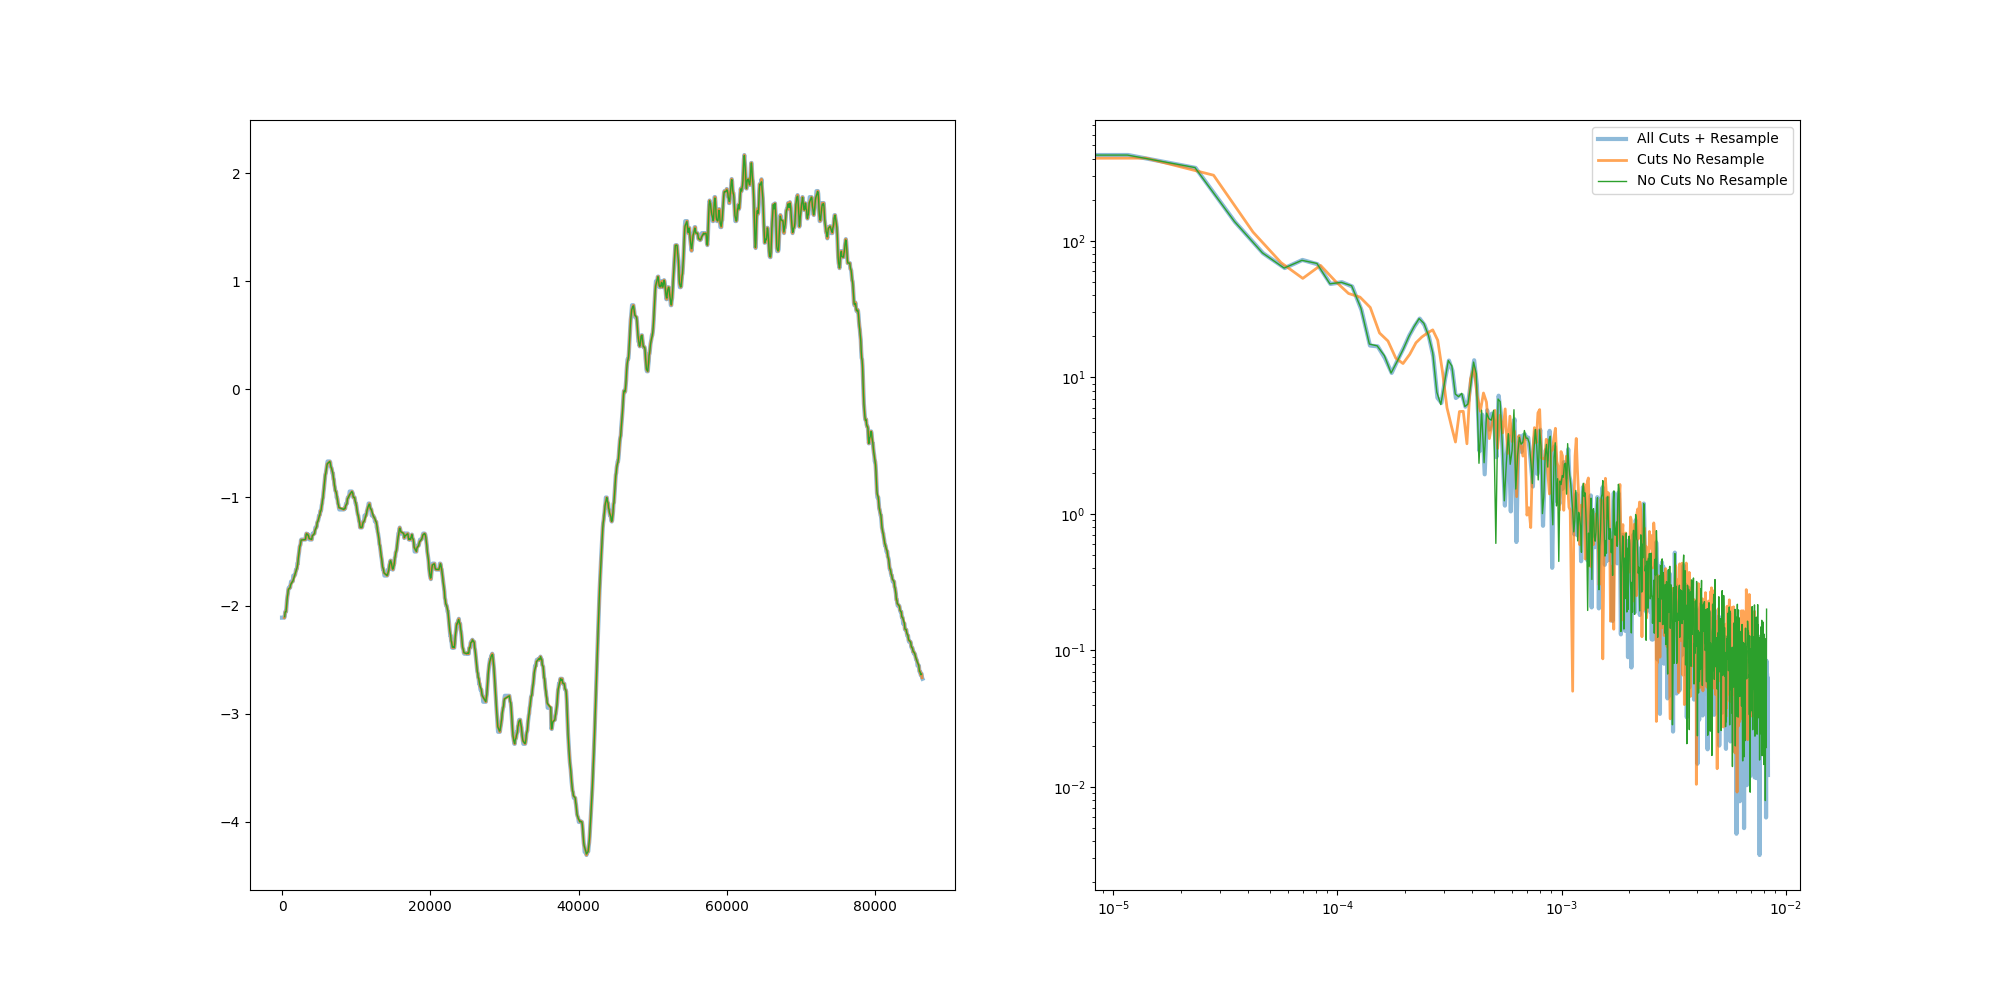 2
1
0
−1
−2
−3
−4
0 20000 40000 60000 80000
All Cuts + Resample
Cuts No Resample
No Cuts No Resample
10²
10¹
10⁰
10⁻¹
10⁻²
10⁻⁵ 10⁻⁴ 10⁻³ 10⁻²